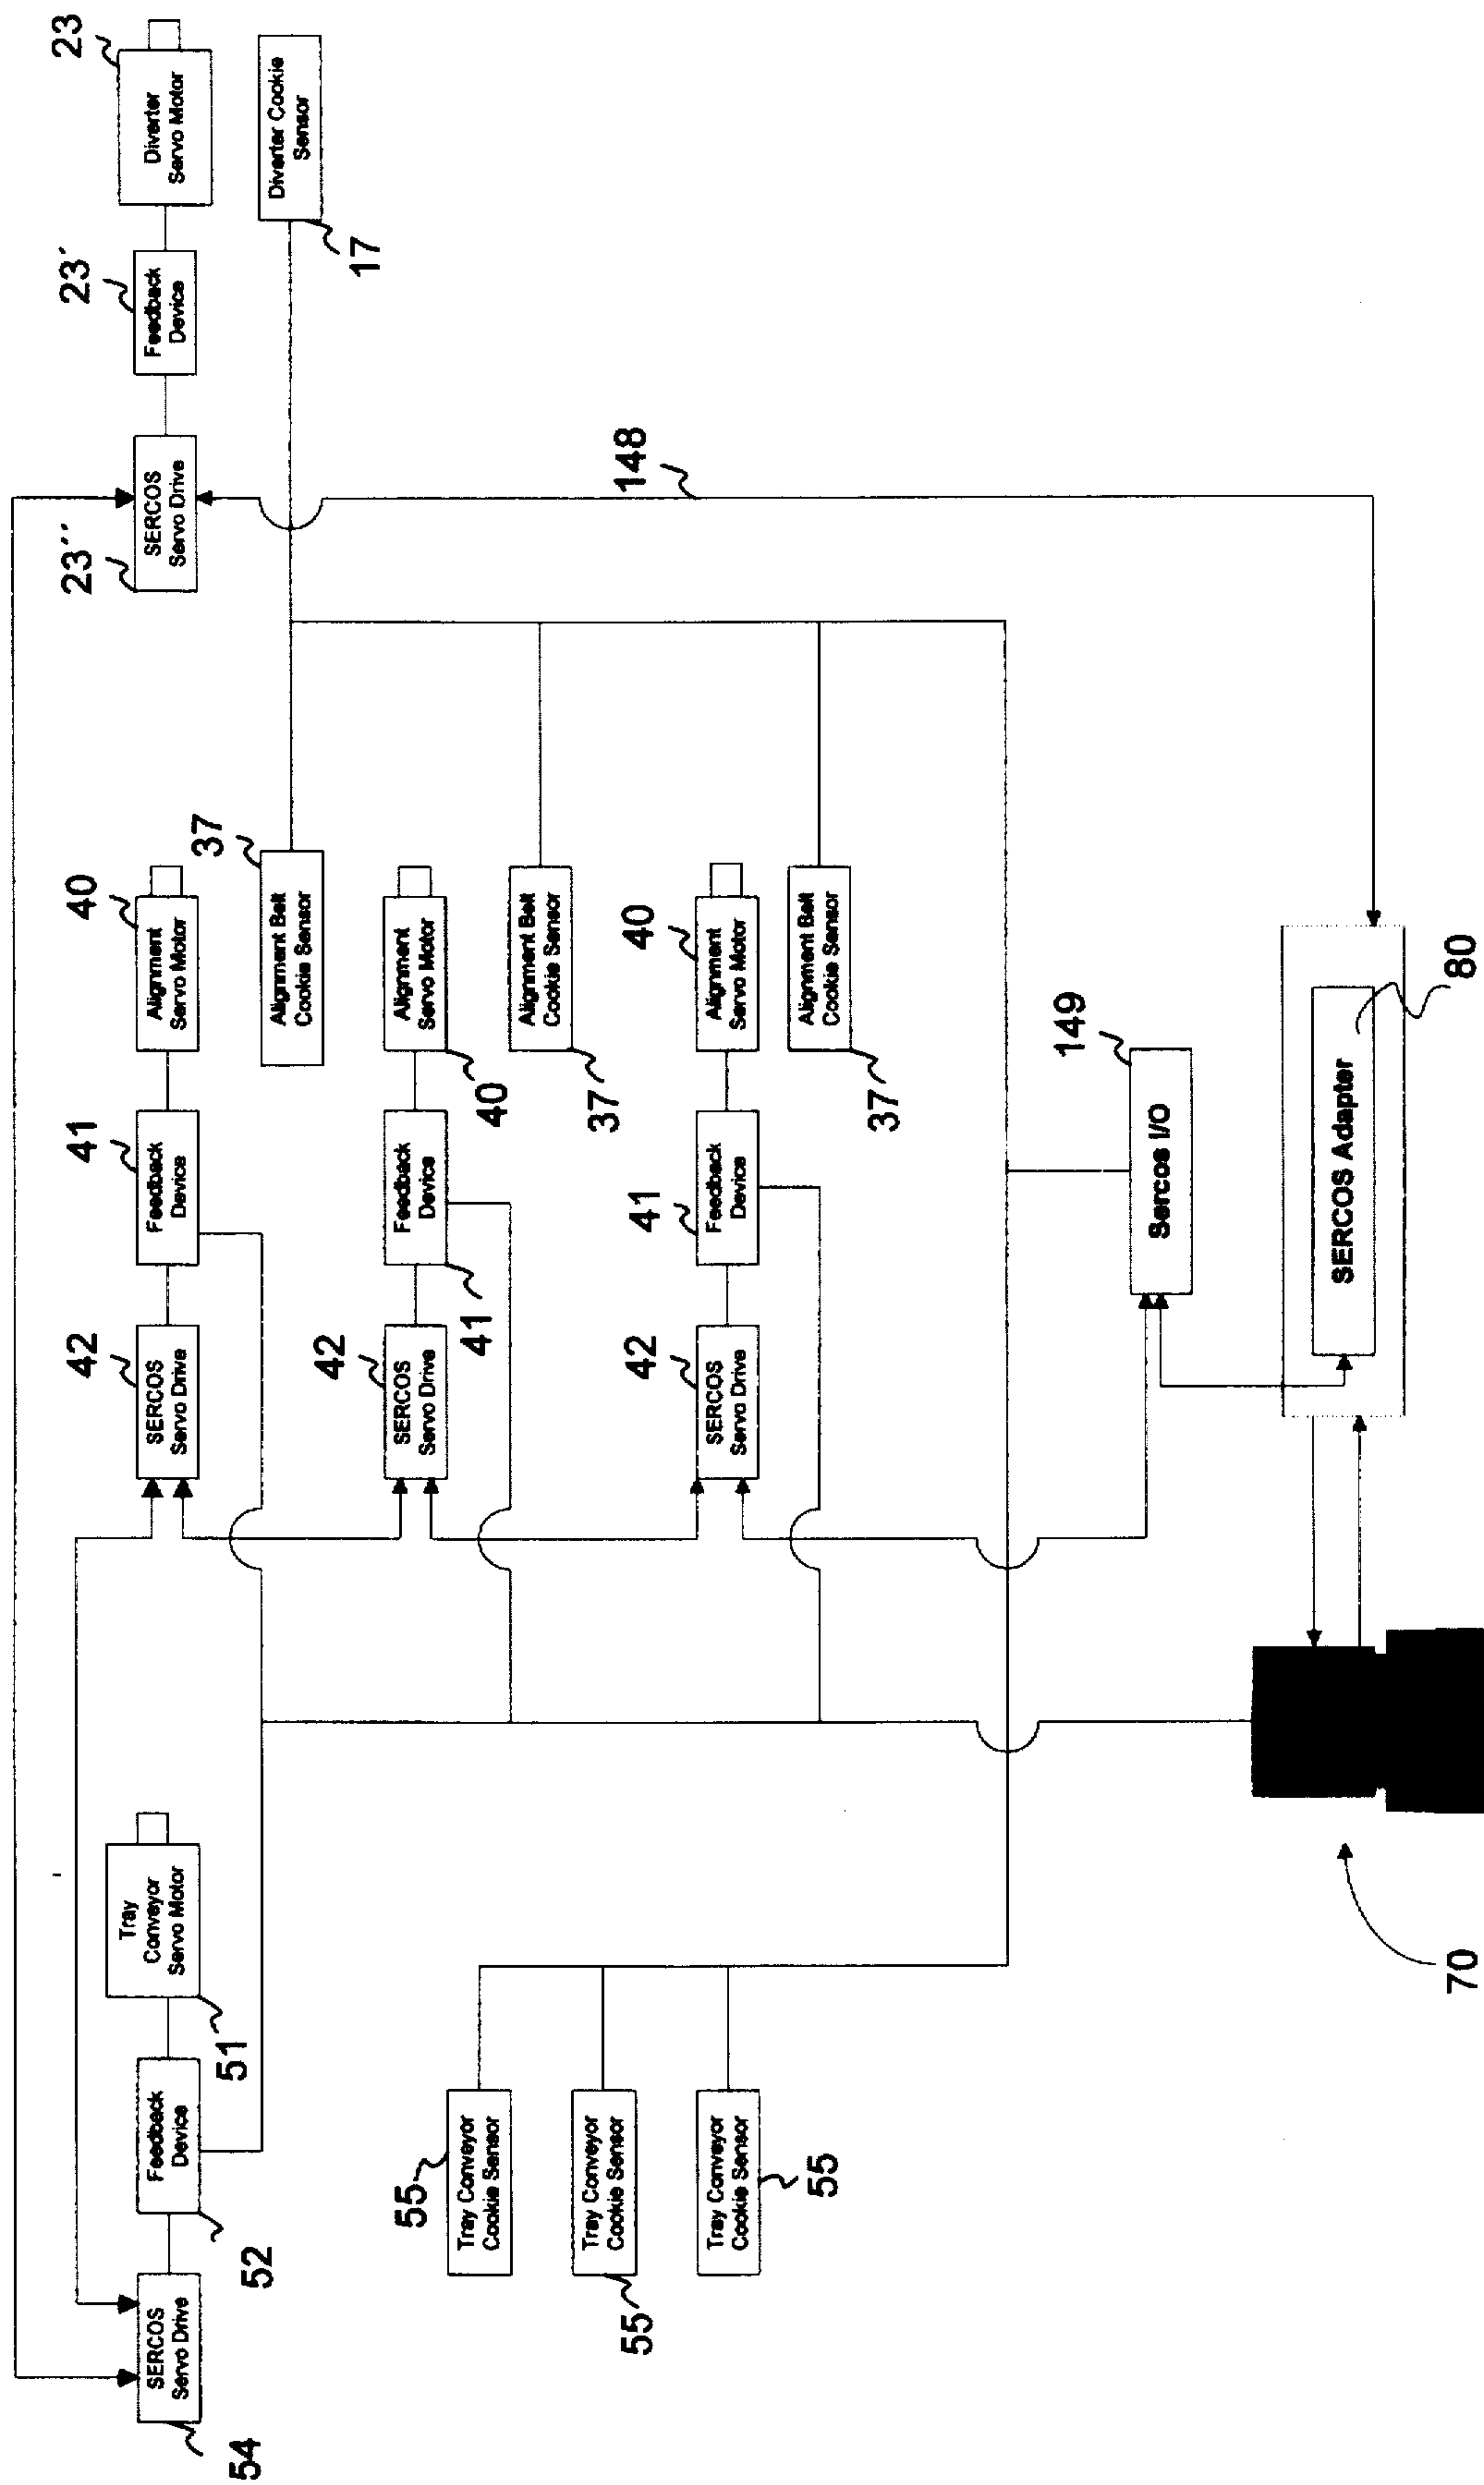 54
SERCOS
Servo Drive
52
Feedback
Device
51
Tray
Conveyor
Servo Motor
42
SERCOS
Servo Drive
41
Feedback
Device
40
Alignment
Servo Motor
37
Alignment Belt
Cookie Sensor
23´´
SERCOS
Servo Drive
23´
Feedback
Device
23
Diverter
Servo Motor
Diverter Cookie
Sensor
17
42
SERCOS
Servo Drive
Feedback
Device
41
Alignment
Servo Motor
40
Alignment Belt
Cookie Sensor
37
55
Tray Conveyor
Cookie Sensor
Tray Conveyor
Cookie Sensor
55
Tray Conveyor
Cookie Sensor
55
42
SERCOS
Servo Drive
41
Feedback
Device
40
Alignment
Servo Motor
Alignment Belt
Cookie Sensor
37
148
149
Sercos I/O
SERCOS Adapter
80
70